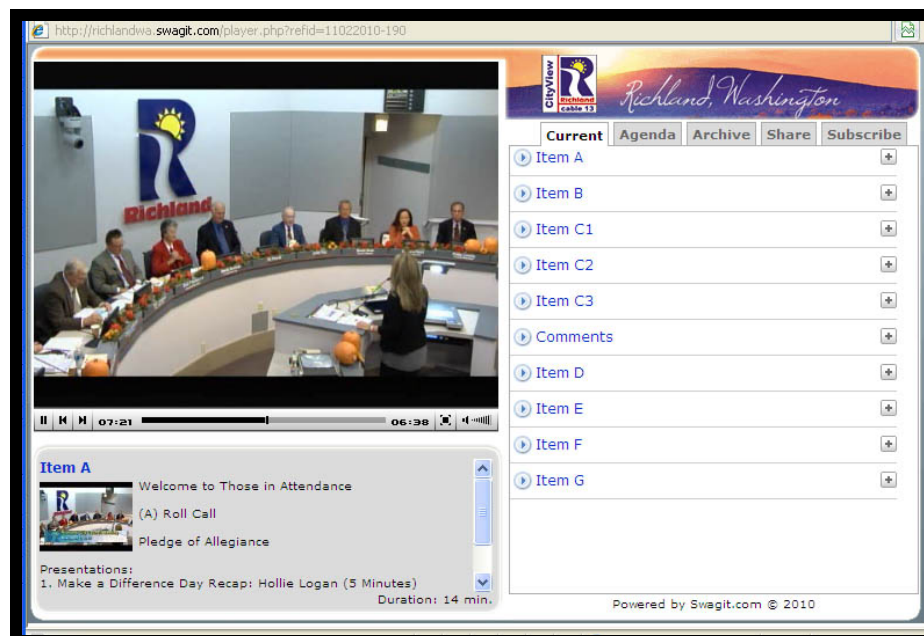 http://richlandwa.swagit.com/player.php?refid=11022010-190
CityView
Richland
cable 13
Richland, Washington
Current Agenda Archive Share Subscribe
Richland
Item A
Item B
Item C1
Item C2
Item C3
Comments
Item D
Item E
Item F
Item G
07:21
06:38
Item A
Welcome to Those in Attendance
(A) Roll Call
Pledge of Allegiance
Presentations:
1. Make a Difference Day Recap: Hollie Logan (5 Minutes)
Duration: 14 min.
Powered by Swagit.com © 2010